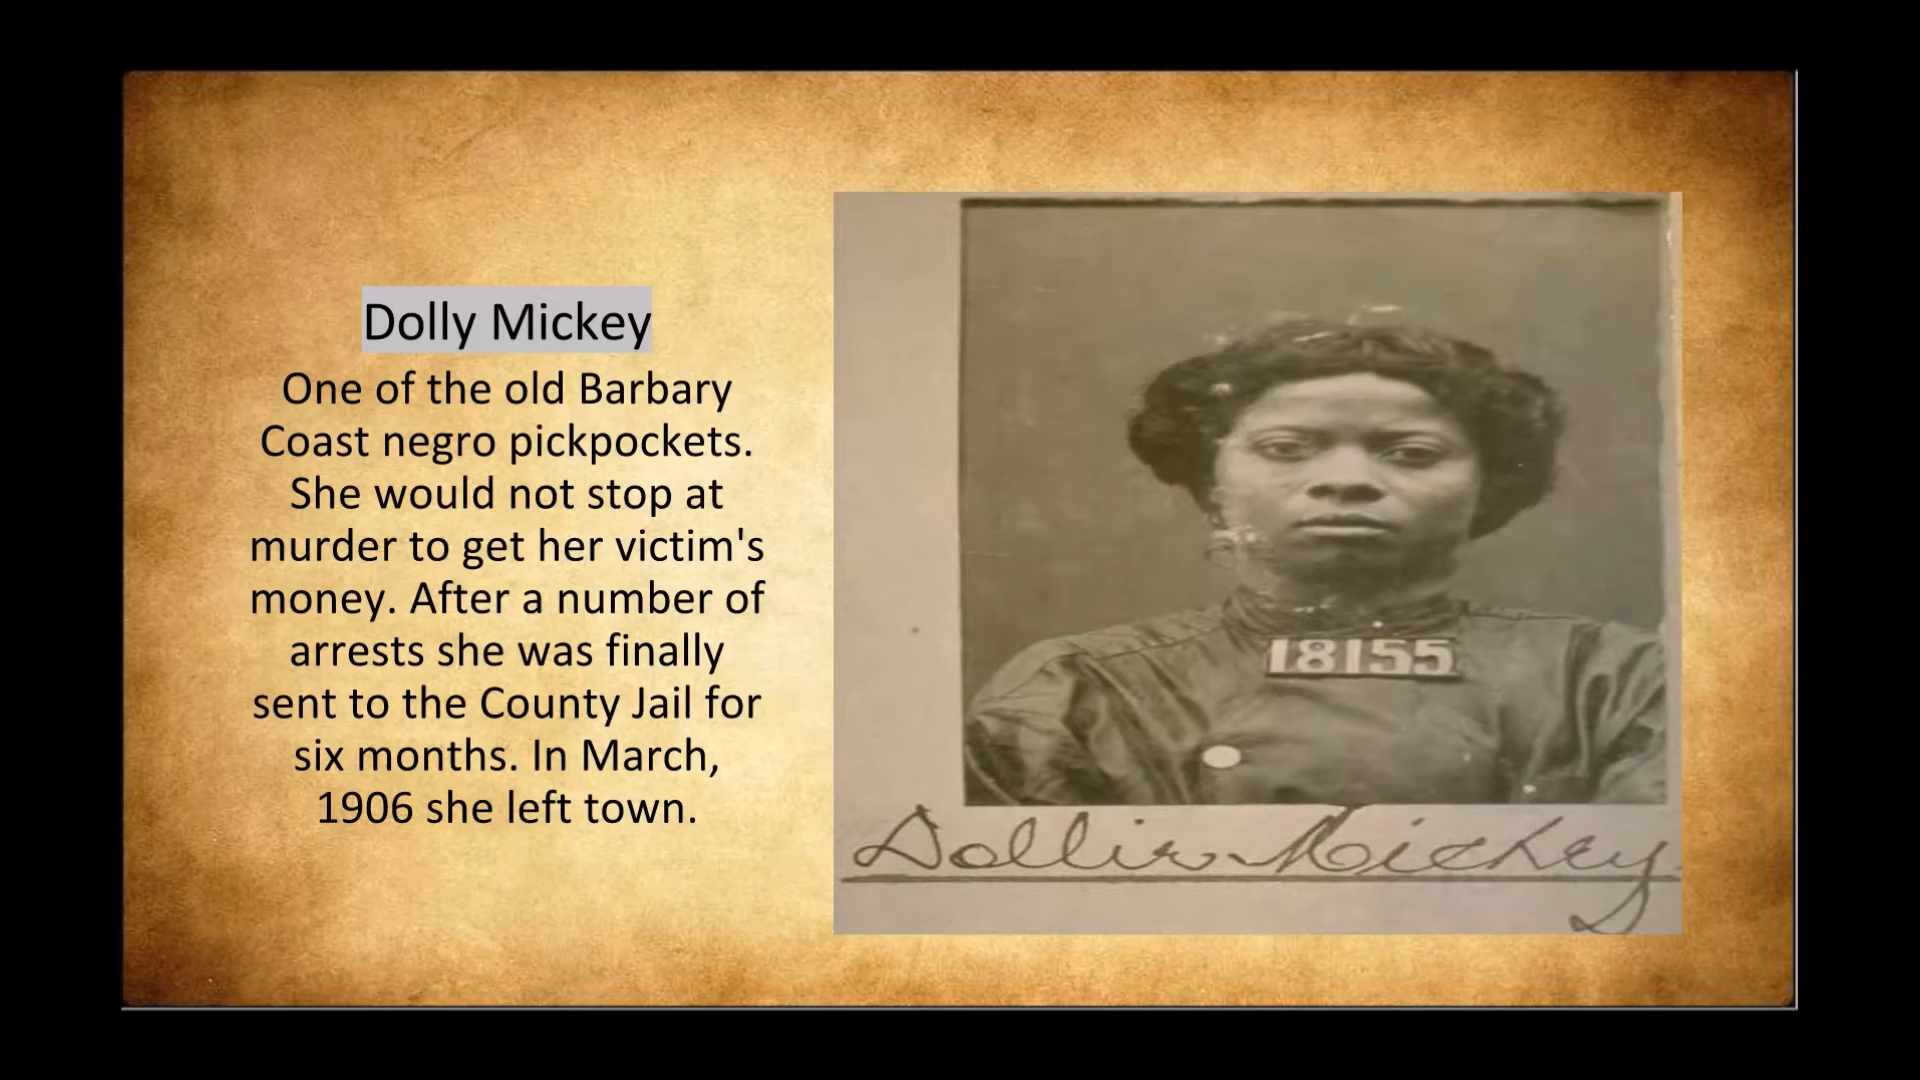 Dolly Mickey
One of the old Barbary
Coast negro pickpockets.
She would not stop at
murder to get her victim's
money. After a number of
arrests she was finally
sent to the County Jail for
six months. In March,
1906 she left town.
18155
Dollie Mickey